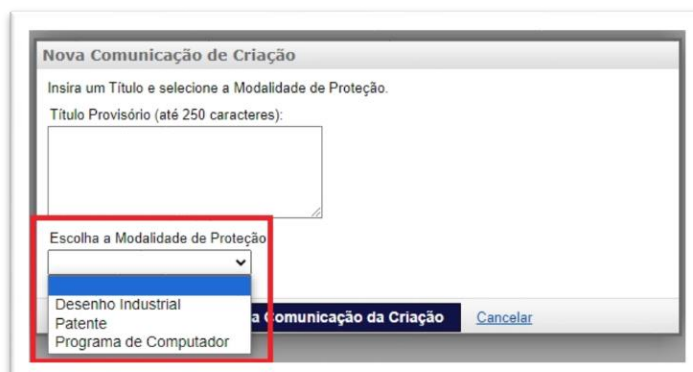 Nova Comunicação de Criação
Insira um Título e selecione a Modalidade de Proteção.
Título Provisório (até 250 caracteres):
Escolha a Modalidade de Proteção
Desenho Industrial
Patente
Programa de Computador
a Comunicação da Criação
Cancelar